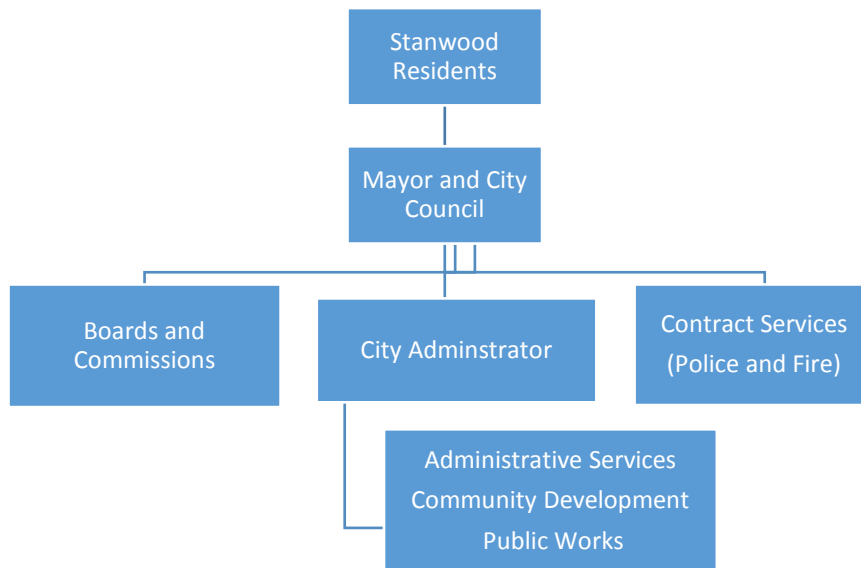 Stanwood
Residents
Mayor and City
Council
Boards and
Commissions
City Adminstrator
Contract Services
(Police and Fire)
Administrative Services
Community Development
Public Works